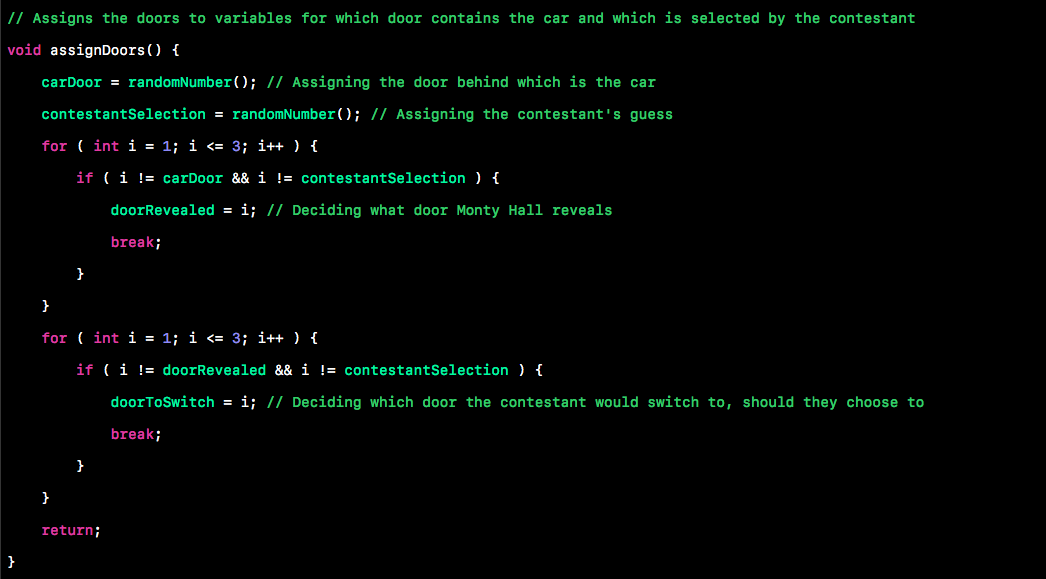 // Assigns the doors to variables for which door contains the car and which is selected by the contestant
void assignDoors() {
    carDoor = randomNumber(); // Assigning the door behind which is the car
    contestantSelection = randomNumber(); // Assigning the contestant's guess
    for ( int i = 1; i <= 3; i++ ) {
        if ( i != carDoor && i != contestantSelection ) {
            doorRevealed = i; // Deciding what door Monty Hall reveals
            break;
        }
    }
    for ( int i = 1; i <= 3; i++ ) {
        if ( i != doorRevealed && i != contestantSelection ) {
            doorToSwitch = i; // Deciding which door the contestant would switch to, should they choose to
            break;
        }
    }
    return;
}